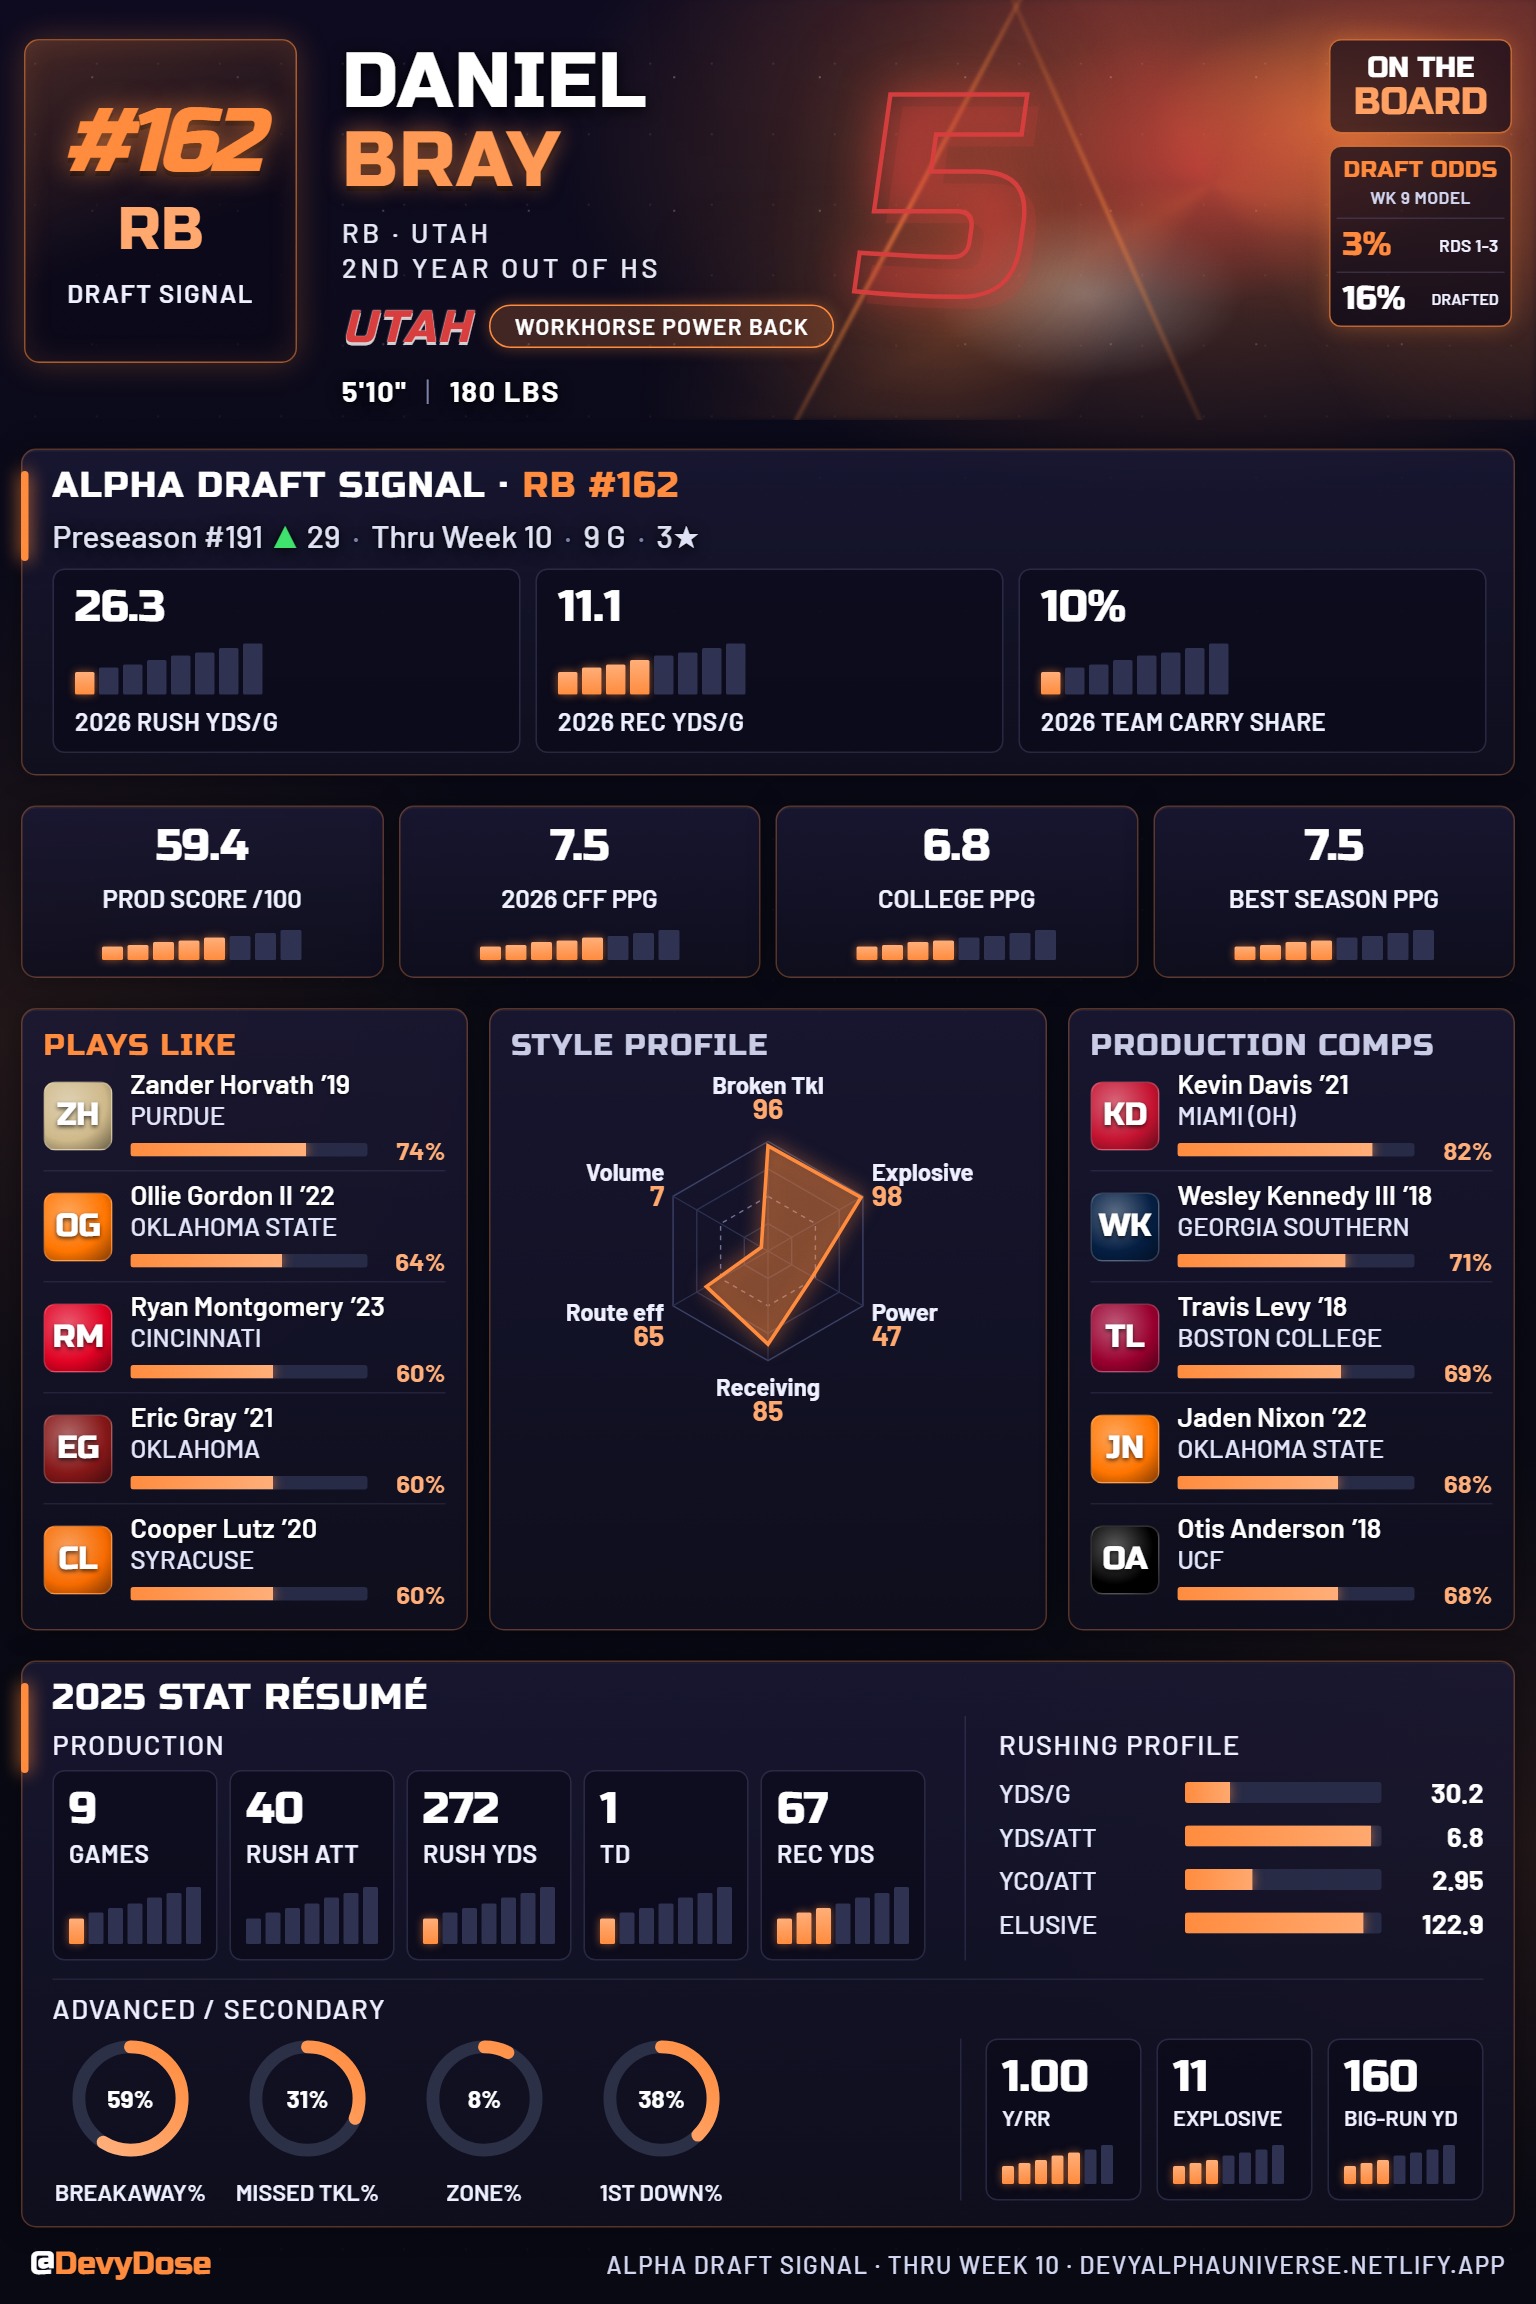 #162
RB
DRAFT SIGNAL
DANIEL
BRAY
RB · UTAH
2ND YEAR OUT OF HS
UTAH
WORKHORSE POWER BACK
5'10" | 180 LBS
5
ON THE
BOARD
DRAFT ODDS
WK 9 MODEL
3% RDS 1-3
16% DRAFTED
ALPHA DRAFT SIGNAL · RB #162
Preseason #191 ▲ 29 · Thru Week 10 · 9 G · 3★
26.3
2026 RUSH YDS/G
11.1
2026 REC YDS/G
10%
2026 TEAM CARRY SHARE
59.4
PROD SCORE /100
7.5
2026 CFF PPG
6.8
COLLEGE PPG
7.5
BEST SEASON PPG
PLAYS LIKE
ZH
Zander Horvath ’19
PURDUE
74%
OG
Ollie Gordon II ’22
OKLAHOMA STATE
64%
RM
Ryan Montgomery ’23
CINCINNATI
60%
EG
Eric Gray ’21
OKLAHOMA
60%
CL
Cooper Lutz ’20
SYRACUSE
60%
STYLE PROFILE
Broken Tkl
96
Explosive
98
Power
47
Receiving
85
Route eff
65
Volume
7
PRODUCTION COMPS
KD
Kevin Davis ’21
MIAMI (OH)
82%
WK
Wesley Kennedy III ’18
GEORGIA SOUTHERN
71%
TL
Travis Levy ’18
BOSTON COLLEGE
69%
JN
Jaden Nixon ’22
OKLAHOMA STATE
68%
OA
Otis Anderson ’18
UCF
68%
2025 STAT RÉSUMÉ
PRODUCTION
9
GAMES
40
RUSH ATT
272
RUSH YDS
1
TD
67
REC YDS
RUSHING PROFILE
YDS/G 30.2
YDS/ATT 6.8
YCO/ATT 2.95
ELUSIVE 122.9
ADVANCED / SECONDARY
59%
BREAKAWAY%
31%
MISSED TKL%
8%
ZONE%
38%
1ST DOWN%
1.00
Y/RR
11
EXPLOSIVE
160
BIG-RUN YD
@DevyDose
ALPHA DRAFT SIGNAL · THRU WEEK 10 · DEVYALPHAUNIVERSE.NETLIFY.APP